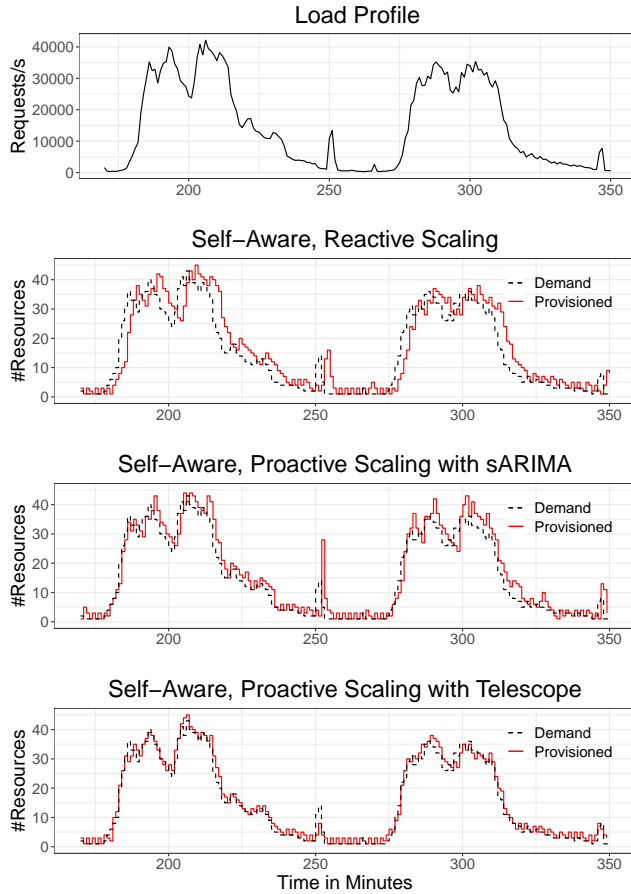 Load Profile
Requests/s
40000
30000
20000
10000
0
200
250
300
350
Self−Aware, Reactive Scaling
#Resources
40
30
20
10
0
Demand
Provisioned
200
250
300
350
Self−Aware, Proactive Scaling with sARIMA
#Resources
40
30
20
10
0
Demand
Provisioned
200
250
300
350
Self−Aware, Proactive Scaling with Telescope
#Resources
40
30
20
10
0
Demand
Provisioned
200
250
300
350
Time in Minutes